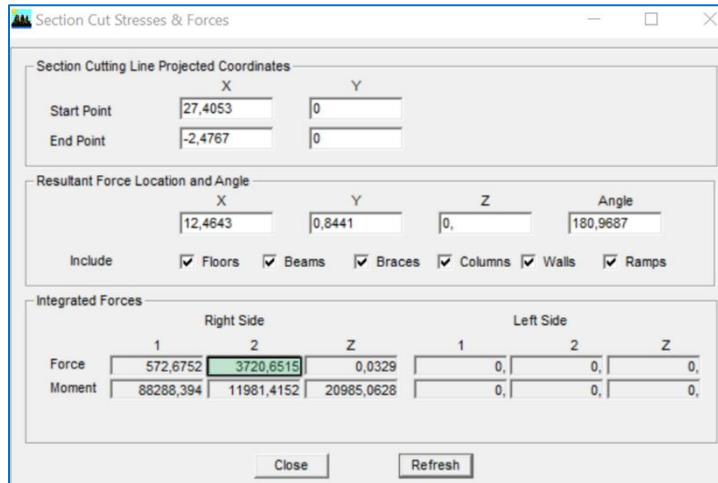 Section Cut Stresses & Forces
Section Cutting Line Projected Coordinates
X Y
Start Point 27,4053 0
End Point -2,4767 0
Resultant Force Location and Angle
X Y Z Angle
12,4643 0,8441 0, 180,9687
Include Floors Beams Braces Columns Walls Ramps
Integrated Forces
Right Side Left Side
1 2 Z 1 2 Z
Force 572,6752 3720,6515 0,0329 0, 0, 0,
Moment 88288,394 11981,4152 20985,0628 0, 0, 0,
Close Refresh